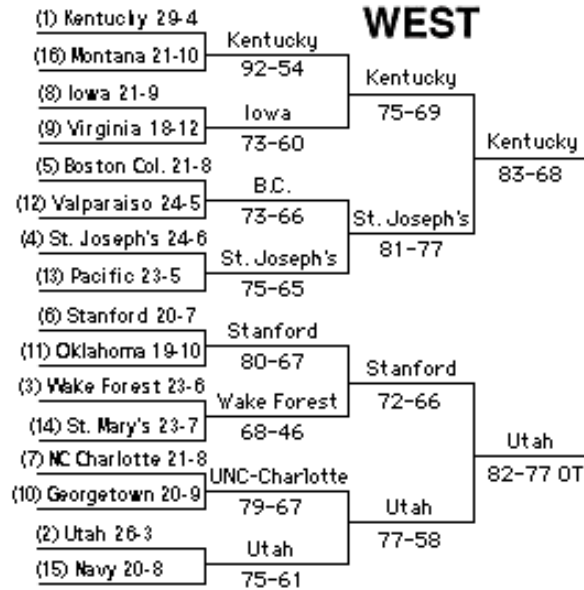 WEST
(1) Kentucky 29-4
(16) Montana 21-10
(8) Iowa 21-9
(9) Virginia 18-12
(5) Boston Col. 21-8
(12) Valparaiso 24-5
(4) St. Joseph's 24-6
(13) Pacific 23-5
(6) Stanford 20-7
(11) Oklahoma 19-10
(3) Wake Forest 23-6
(14) St. Mary's 23-7
(7) NC Charlotte 21-8
(10) Georgetown 20-9
(2) Utah 26-3
(15) Navy 20-8
Kentucky
92-54
Iowa
73-60
B.C.
73-66
St. Joseph's
75-65
Stanford
80-67
Wake Forest
68-46
UNC-Charlotte
79-67
Utah
75-61
Kentucky
75-69
St. Joseph's
81-77
Stanford
72-66
Utah
77-58
Kentucky
83-68
Utah
82-77 OT